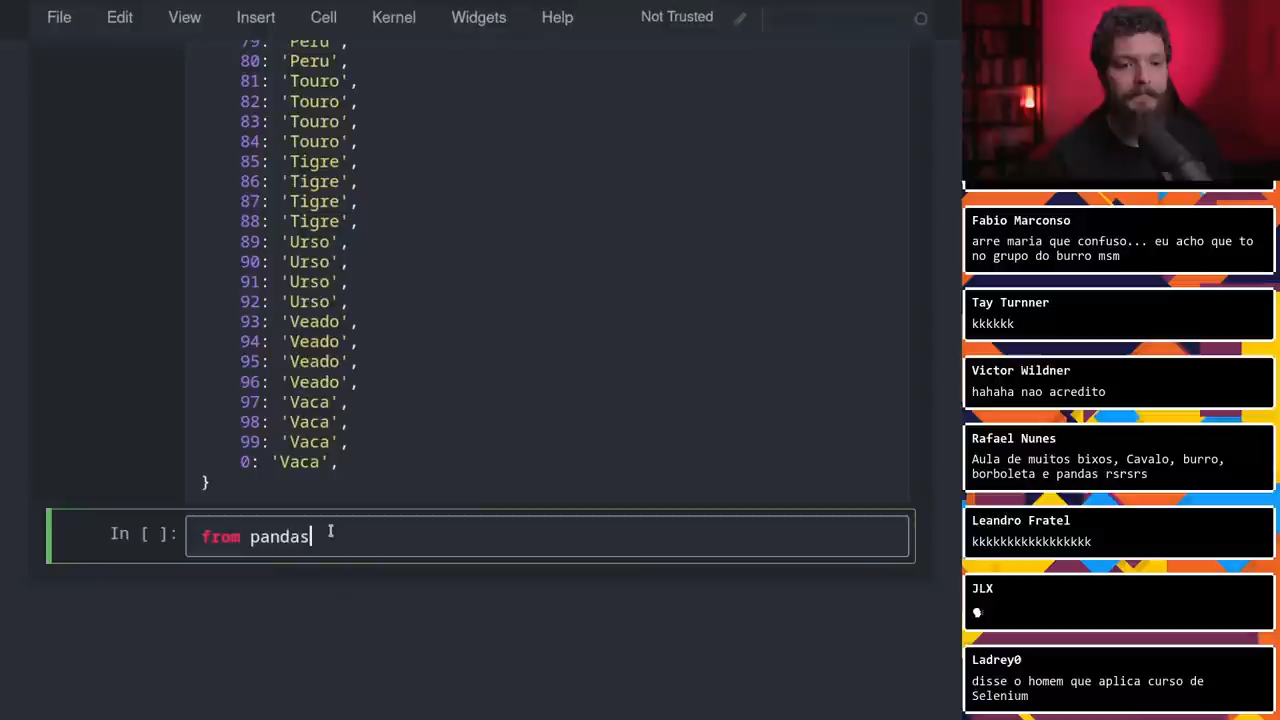 File Edit View Insert Cell Kernel Widgets Help Not Trusted
79: 'Peru',
80: 'Peru',
81: 'Touro',
82: 'Touro',
83: 'Touro',
84: 'Touro',
85: 'Tigre',
86: 'Tigre',
87: 'Tigre',
88: 'Tigre',
89: 'Urso',
90: 'Urso',
91: 'Urso',
92: 'Urso',
93: 'Veado',
94: 'Veado',
95: 'Veado',
96: 'Veado',
97: 'Vaca',
98: 'Vaca',
99: 'Vaca',
0: 'Vaca',
}
In [ ]: from pandas
Fabio Marconso
arre maria que confuso... eu acho que to
no grupo do burro msm
Tay Turnner
kkkkkk
Victor Wildner
hahaha nao acredito
Rafael Nunes
Aula de muitos bixos, Cavalo, burro,
borboleta e pandas rsrsrs
Leandro Fratel
kkkkkkkkkkkkkkkkk
JLX
Ladrey0
disse o homem que aplica curso de
Selenium